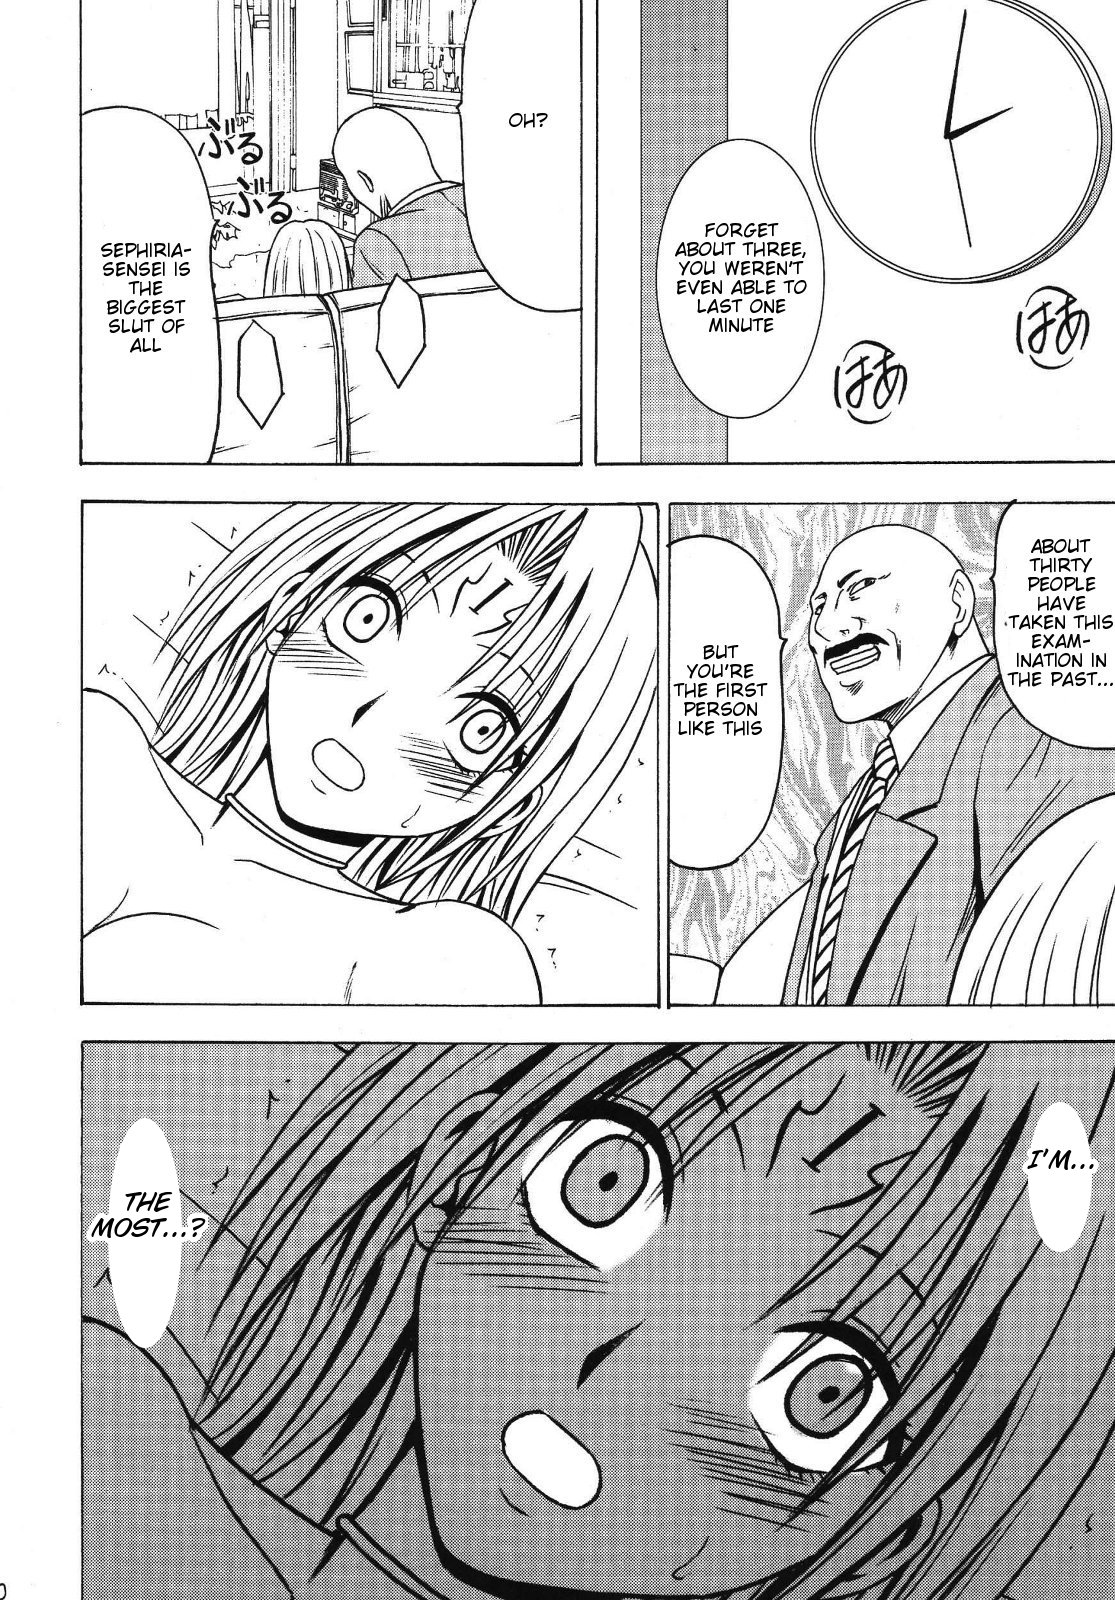 FORGET
ABOUT THREE,
YOU WEREN'T
EVEN ABLE TO
LAST ONE
MINUTE
はあ
はあ
OH?
ぶる
ぶる
SEPHIRIA-
SENSEI IS
THE
BIGGEST
SLUT OF
ALL
ABOUT
THIRTY
PEOPLE
HAVE
TAKEN THIS
EXAM-
INATION IN
THE PAST...
BUT
YOU'RE
THE FIRST
PERSON
LIKE THIS
I
I'M...
I
THE
MOST...?